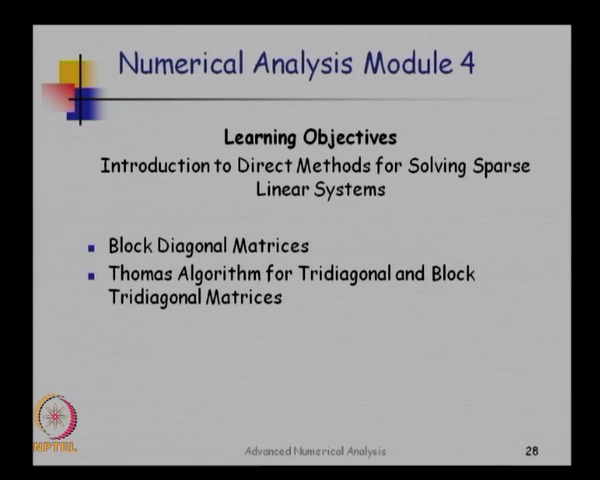 Numerical Analysis Module 4
Learning Objectives
Introduction to Direct Methods for Solving Sparse
Linear Systems
Block Diagonal Matrices
Thomas Algorithm for Tridiagonal and Block
Tridiagonal Matrices
NPTEL
Advanced Numerical Analysis
28